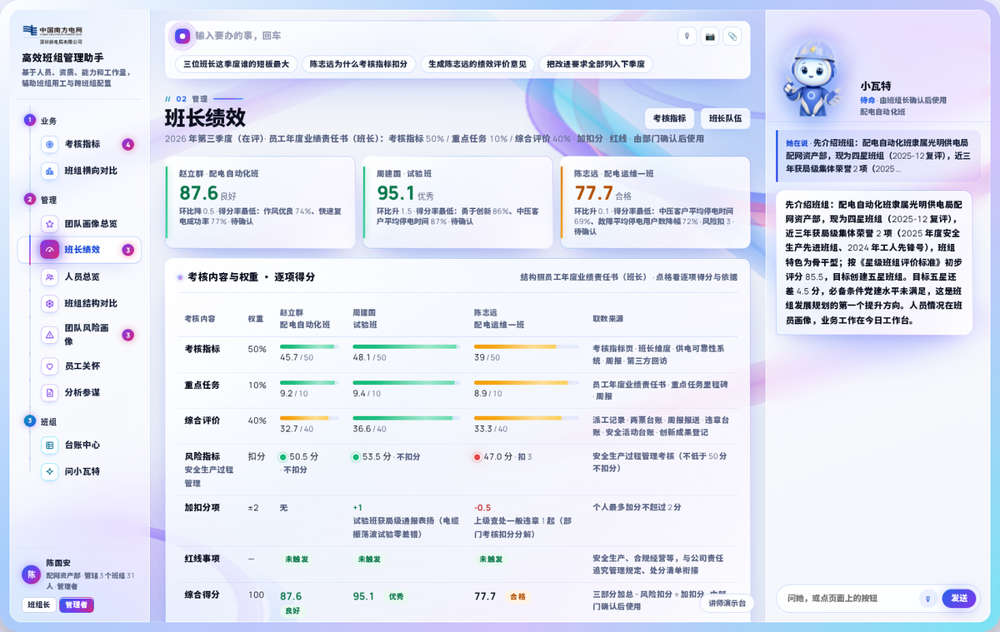 中国南方电网
深圳供电局有限公司
高效班组管理助手
基于人员、资质、能力和工作量，
辅助班组用工与跨班组配置
1 业务
考核指标 4
班组横向对比
2 管理
团队画像总览
班长绩效 3
人员总览
班组结构对比
团队风险画
像 3
员工关怀
分析参谋
3 班组
台账中心
问小瓦特
陈 陈国安
配网资产部 · 管辖 3 个班组 31
人 · 管理者
班组长 管理者
输入要办的事，回车
三位班长这季度谁的短板最大 陈志远为什么考核指标扣分 生成陈志远的绩效评价意见 把改进要求全部列入下季度
// 02 管理
班长绩效
考核指标 班长队伍
2026 年第三季度（在评）· 员工年度业绩责任书（班长）：考核指标 50% / 重点任务 10% / 综合评价 40% · 加扣分 · 红线 · 由部门确认后使用
赵立群 · 配电自动化班
87.6 良好
环比降 0.5 · 得分率最低：作风优良 74%、快速复
电成功率 77% · 待确认
周建国 · 试验班
95.1 优秀
环比升 1.5 · 得分率最低：勇于创新 86%、中压客
户平均停电时间 87% · 待确认
陈志远 · 配电运维一班
77.7 合格
环比升 0.1 · 得分率最低：中压客户平均停电时间
69%、故障平均停电用户数降幅 72% · 风险扣 3 ·
待确认
考核内容与权重 · 逐项得分
结构照员工年度业绩责任书（班长）· 点格看逐项得分与依据
考核内容 权重 赵立群 配电自动化班 周建国 试验班 陈志远 配电运维一班 取数来源
考核指标 50% 45.7 / 50 48.1 / 50 39 / 50 考核指标页 · 班长维度 · 供电可靠性系
统 · 周报 · 第三方回访
重点任务 10% 9.2 / 10 9.4 / 10 8.9 / 10 员工年度业绩责任书 · 重点任务里程碑
· 周报
综合评价 40% 32.7 / 40 36.6 / 40 33.3 / 40 派工记录 · 两票台账 · 周报报送 · 违章台
账 · 安全活动台账 · 创新成果登记
风险指标 扣分 50.5 分 53.5 分 · 不扣分 47.0 分 · 扣 3 安全生产过程管理考核（不低于 50 分
安全生产过程 · 不扣分 不扣分）
管理
加扣分项 ±2 无 +1 -0.5 个人最多加分不超过 2 分
试验班获局级通报表扬（电缆 上级查处一般违章 1 起（部
振荡波试验零差错） 门考核扣分分解）
红线事项 — 未触发 未触发 未触发 安全生产、合规经营等，与公司责任
追究管理规定、处分清单衔接
综合得分 100 87.6 95.1 优秀 77.7 合格 三部分加总 − 风险扣分 ± 加扣分
良好 门确认后使用
讲师演示台
小瓦特
待命 · 由班组长确认后使用
配电自动化班
她在说 · 先介绍班组：配电自动化班隶属光明供电局
配网资产部，现为四星班组（2025-12 复评），近三
年获局级集体荣誉 2 项（2025 …
先介绍班组：配电自动化班隶属光明供电局配
网资产部，现为四星班组（2025-12 复评），
近三年获局级集体荣誉 2 项（2025 年度安全
生产先进班组、2024 年工人先锋号），班组
特色为骨干型；按《星级班组评价标准》初步
评分 85.5，目标创建五星班组。目标五星还
差 4.5 分，必备条件党建水平未满足，这是班
组发展规划的第一个提升方向。人员情况在班
员画像，业务工作在今日工作台。
问她，或点页面上的按钮 发送